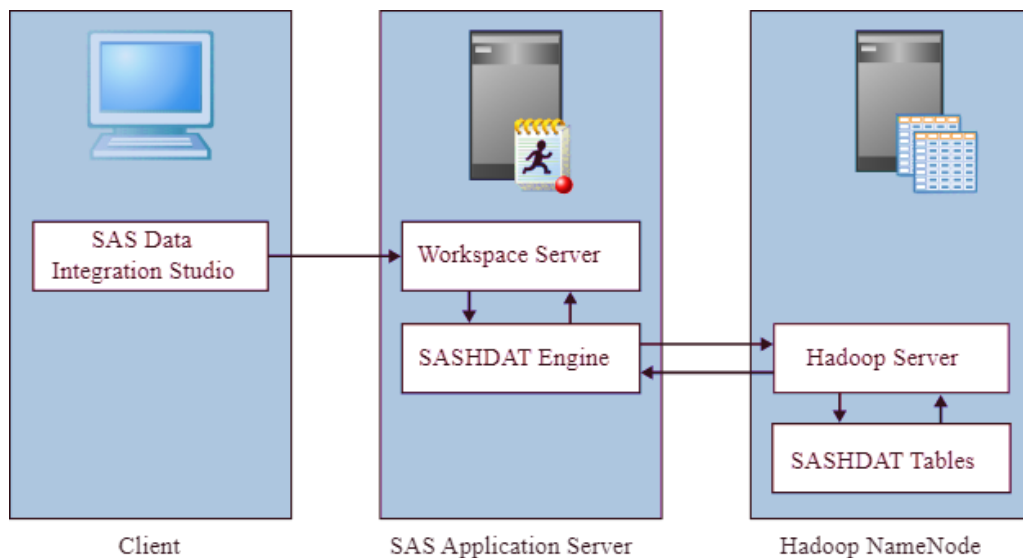 SAS Data
Integration Studio
Workspace Server
SASHDAT Engine
Hadoop Server
SASHDAT Tables
Client
SAS Application Server
Hadoop NameNode